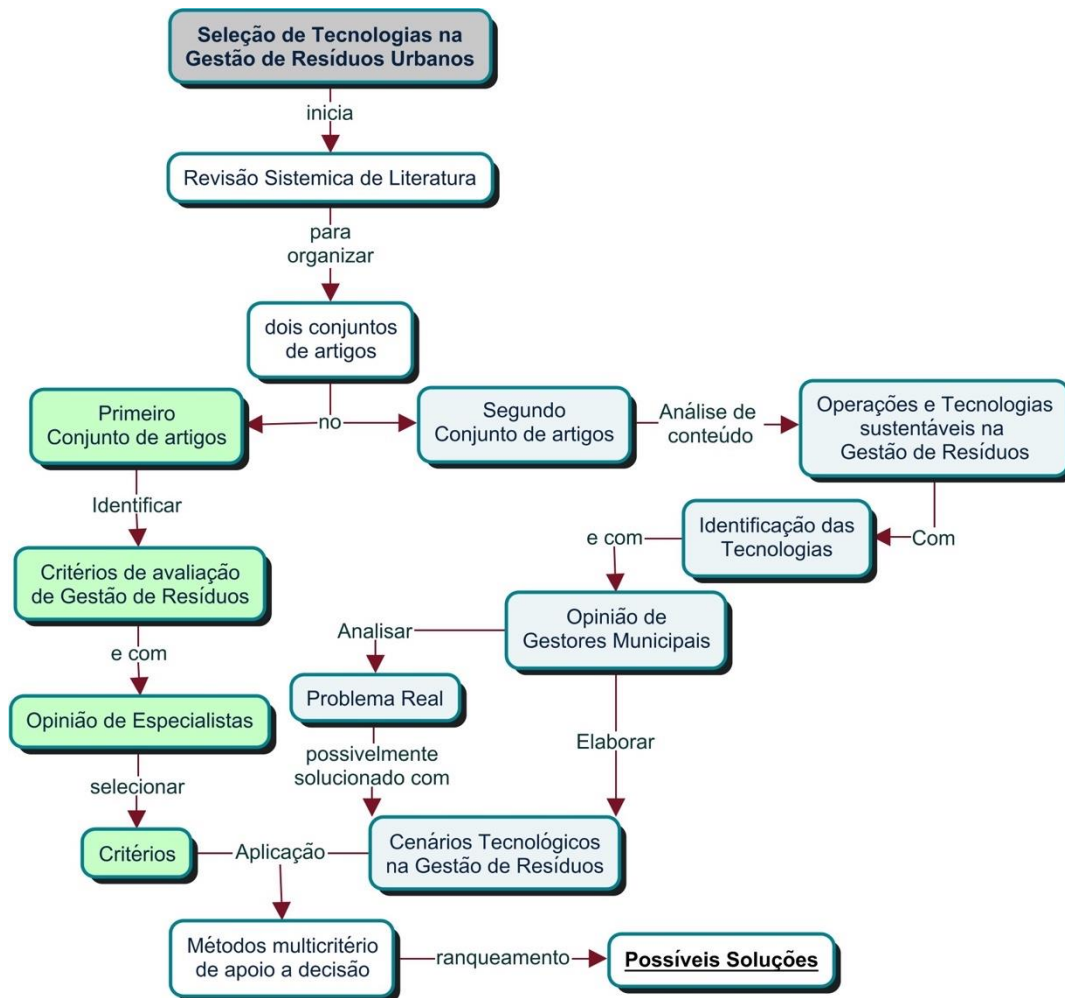 Seleção de Tecnologias na
Gestão de Resíduos Urbanos
inicia
Revisão Sistemica de Literatura
para
organizar
dois conjuntos
de artigos
no
Primeiro
Conjunto de artigos
Segundo
Conjunto de artigos
Análise de
conteúdo
Operações e Tecnologias
sustentáveis na
Gestão de Resíduos
Identificar
Com
Identificação das
Tecnologias
e com
Critérios de avaliação
de Gestão de Resíduos
Opinião de
Gestores Municipais
Analisar
e com
Problema Real
Opinião de Especialistas
Elaborar
possivelmente
solucionado com
selecionar
Critérios
Aplicação
Cenários Tecnológicos
na Gestão de Resíduos
Métodos multicritério
de apoio a decisão
ranqueamento
Possíveis Soluções